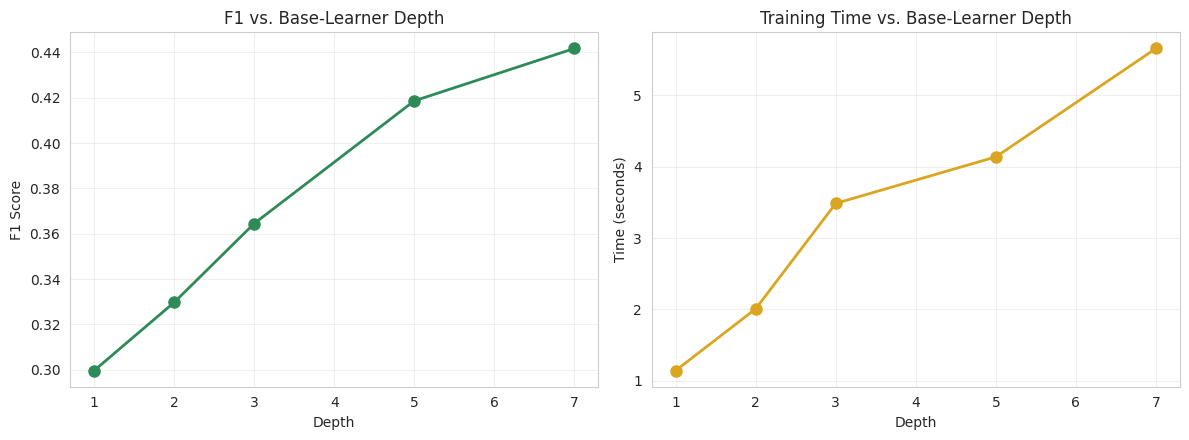 F1 vs. Base-Learner Depth
F1 Score
0.44
0.42
0.40
0.38
0.36
0.34
0.32
0.30
1 2 3 4 5 6 7
Depth
Training Time vs. Base-Learner Depth
Time (seconds)
5
4
3
2
1
1 2 3 4 5 6 7
Depth